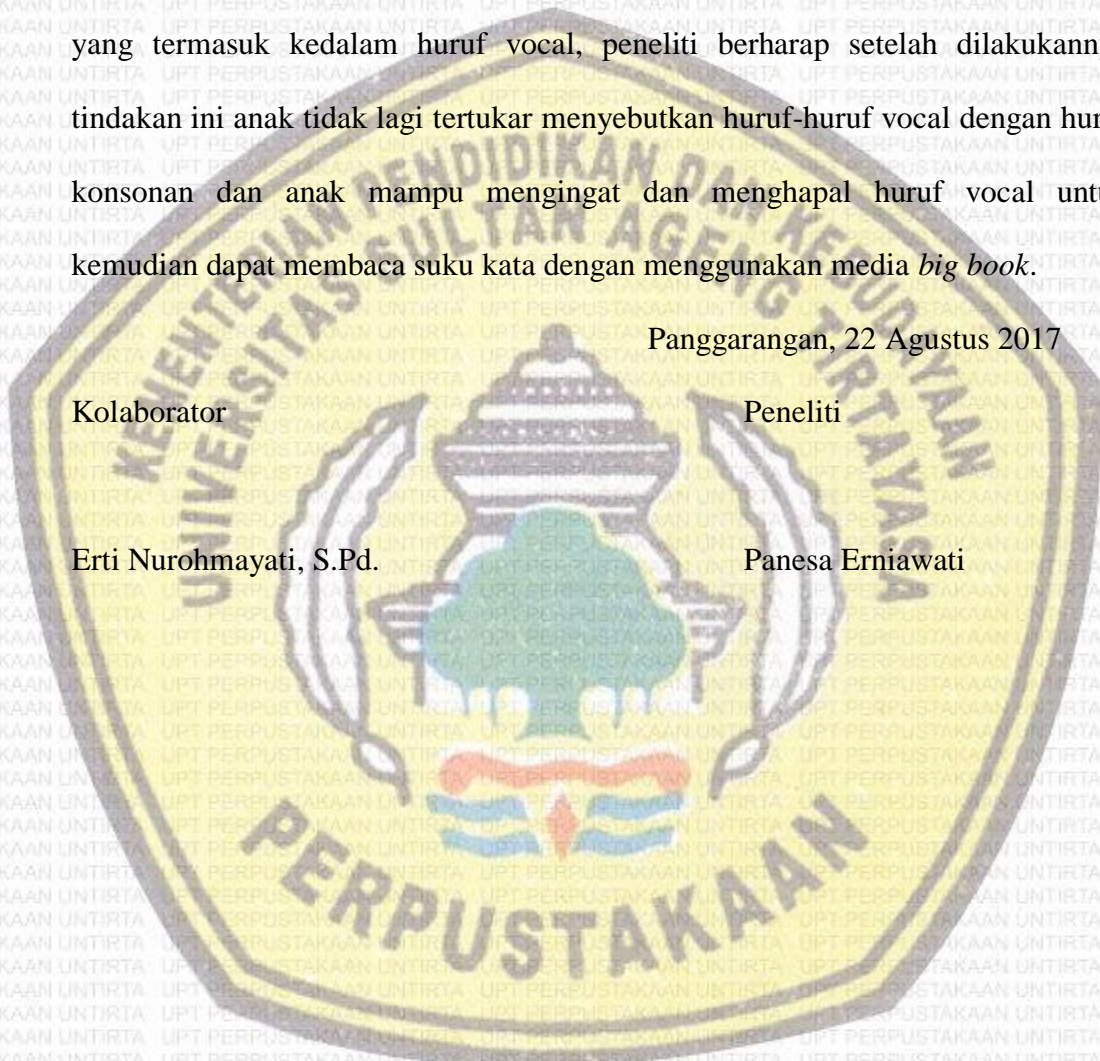 yang termasuk kedalam huruf vocal, peneliti berharap setelah dilakukann
tindakan ini anak tidak lagi tertukar menyebutkan huruf-huruf vocal dengan hur
konsonan dan anak mampu mengingat dan menghapal huruf vocal unt
kemudian dapat membaca suku kata dengan menggunakan media big book.
Panggarangan, 22 Agustus 2017
Kolaborator Peneliti
Erti Nurohmayati, S.Pd. Panesa Erniawati
KEMENTERIAN PENDIDIKAN DAN KEBUDAYAAN
UNIVERSITAS SULTAN AGENG TIRTAYASA
PERPUSTAKAAN